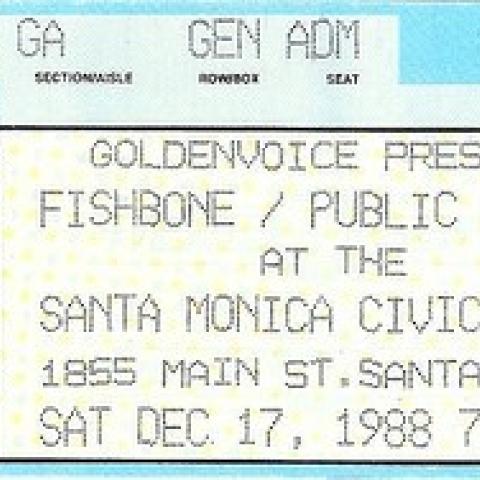 GA GEN ADM
SECTION/AISLE ROW/BOX SEAT
GOLDENVOICE PRES
FISHBONE / PUBLIC
AT THE
SANTA MONICA CIVIC
1855 MAIN ST.SANTA
SAT DEC 17, 1988 7